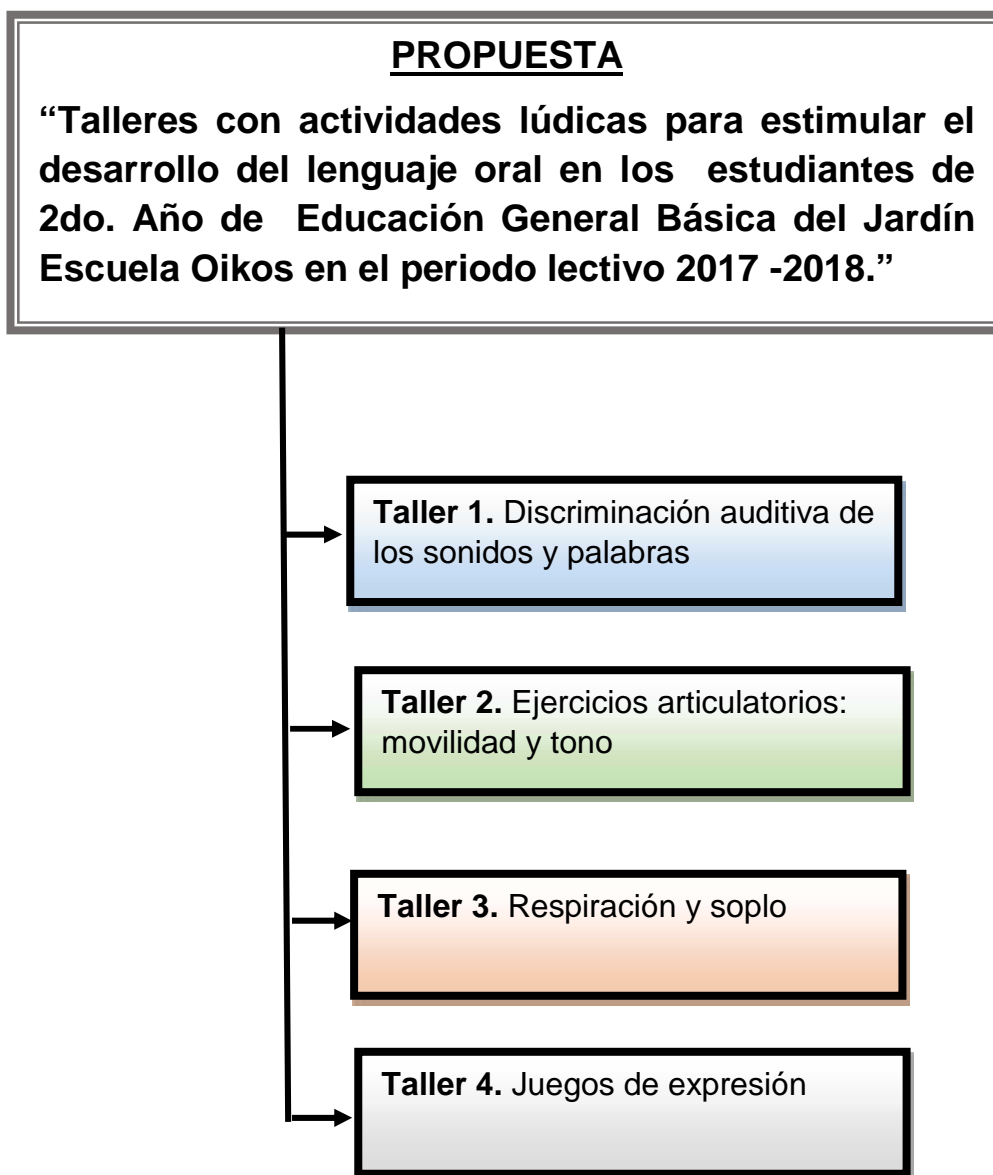 PROPUESTA
“Talleres con actividades lúdicas para estimular el
desarrollo del lenguaje oral en los estudiantes de
2do. Año de Educación General Básica del Jardín
Escuela Oikos en el periodo lectivo 2017 -2018.”
Taller 1. Discriminación auditiva de
los sonidos y palabras
Taller 2. Ejercicios articulatorios:
movilidad y tono
Taller 3. Respiración y soplo
Taller 4. Juegos de expresión